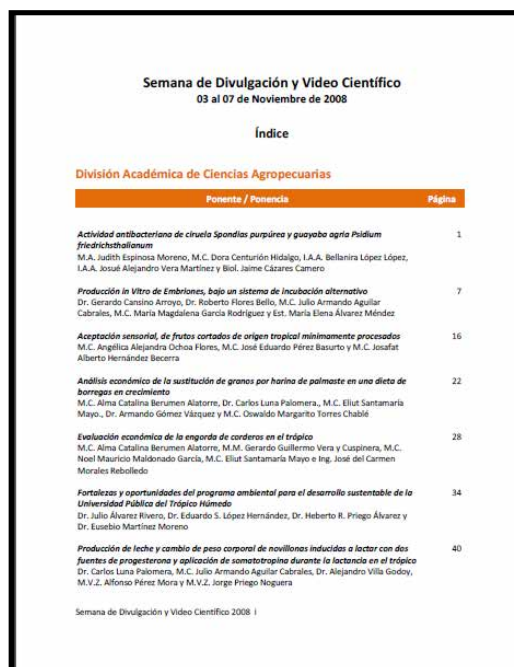 Semana de Divulgación y Video Científico
03 al 07 de Noviembre de 2008
Índice
División Académica de Ciencias Agropecuarias
Ponente / Ponencia Página
Actividad antibacteriana de ciruela Spondias purpúrea y guayaba agria Psidium 1
friedrichsthalianum
M.A. Judith Espinosa Moreno, M.C. Dora Centurión Hidalgo, I.A.A. Bellanira López López,
I.A.A. Josué Alejandro Vera Martínez y Biol. Jaime Cázares Camero
Producción in Vitro de Embriones, bajo un sistema de incubación alternativo 7
Dr. Gerardo Cansino Arroyo, Dr. Roberto Flores Bello, M.C. Julio Armando Aguilar
Cabrales, M.C. María Magdalena García Rodríguez y Est. María Elena Álvarez Méndez
Aceptación sensorial, de frutos cortados de origen tropical mínimamente procesados 16
M.C. Angélica Alejandra Ochoa Flores, M.C. José Eduardo Pérez Basurto y M.C. Josafat
Alberto Hernández Becerra
Análisis económico de la sustitución de granos por harina de palmaste en una dieta de 22
borregas en crecimiento
M.C. Alma Catalina Berumen Alatorre, Dr. Carlos Luna Palomera., M.C. Eliut Santamaría
Mayo., Dr. Armando Gómez Vázquez y M.C. Oswaldo Margarito Torres Chablé
Evaluación económica de la engorda de corderos en el trópico 28
M.C. Alma Catalina Berumen Alatorre, M.M. Gerardo Guillermo Vera y Cuspinera, M.C.
Noel Mauricio Maldonado García, M.C. Eliut Santamaría Mayo e Ing. José del Carmen
Morales Rebolledo
Fortalezas y oportunidades del programa ambiental para el desarrollo sustentable de la 34
Universidad Pública del Trópico Húmedo
Dr. Julio Álvarez Rivero, Dr. Eduardo S. López Hernández, Dr. Heberto R. Priego Álvarez y
Dr. Eusebio Martínez Moreno
Producción de leche y cambio de peso corporal de novillonas inducidas a lactar con dos 40
fuentes de progesterona y aplicación de somatotropina durante la lactancia en el trópico
Dr. Carlos Luna Palomera, M.C. Julio Armando Aguilar Cabrales, Dr. Alejandro Villa Godoy,
M.V.Z. Alfonso Pérez Mora y M.V.Z. Jorge Priego Noguera
Semana de Divulgación y Video Científico 2008 i